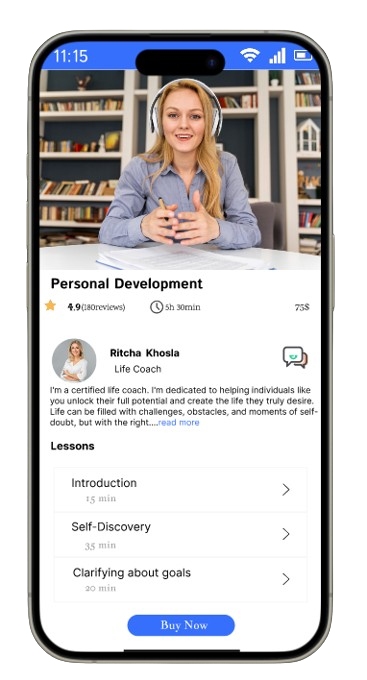 11:15
Personal Development
4.9(180reviews) 5h 30min 75$
Ritcha Khosla
Life Coach
I'm a certified life coach. I'm dedicated to helping individuals like
you unlock their full potential and create the life they truly desire.
Life can be filled with challenges, obstacles, and moments of self-
doubt, but with the right....read more
Lessons
Introduction
15 min
Self-Discovery
35 min
Clarifying about goals
20 min
Buy Now